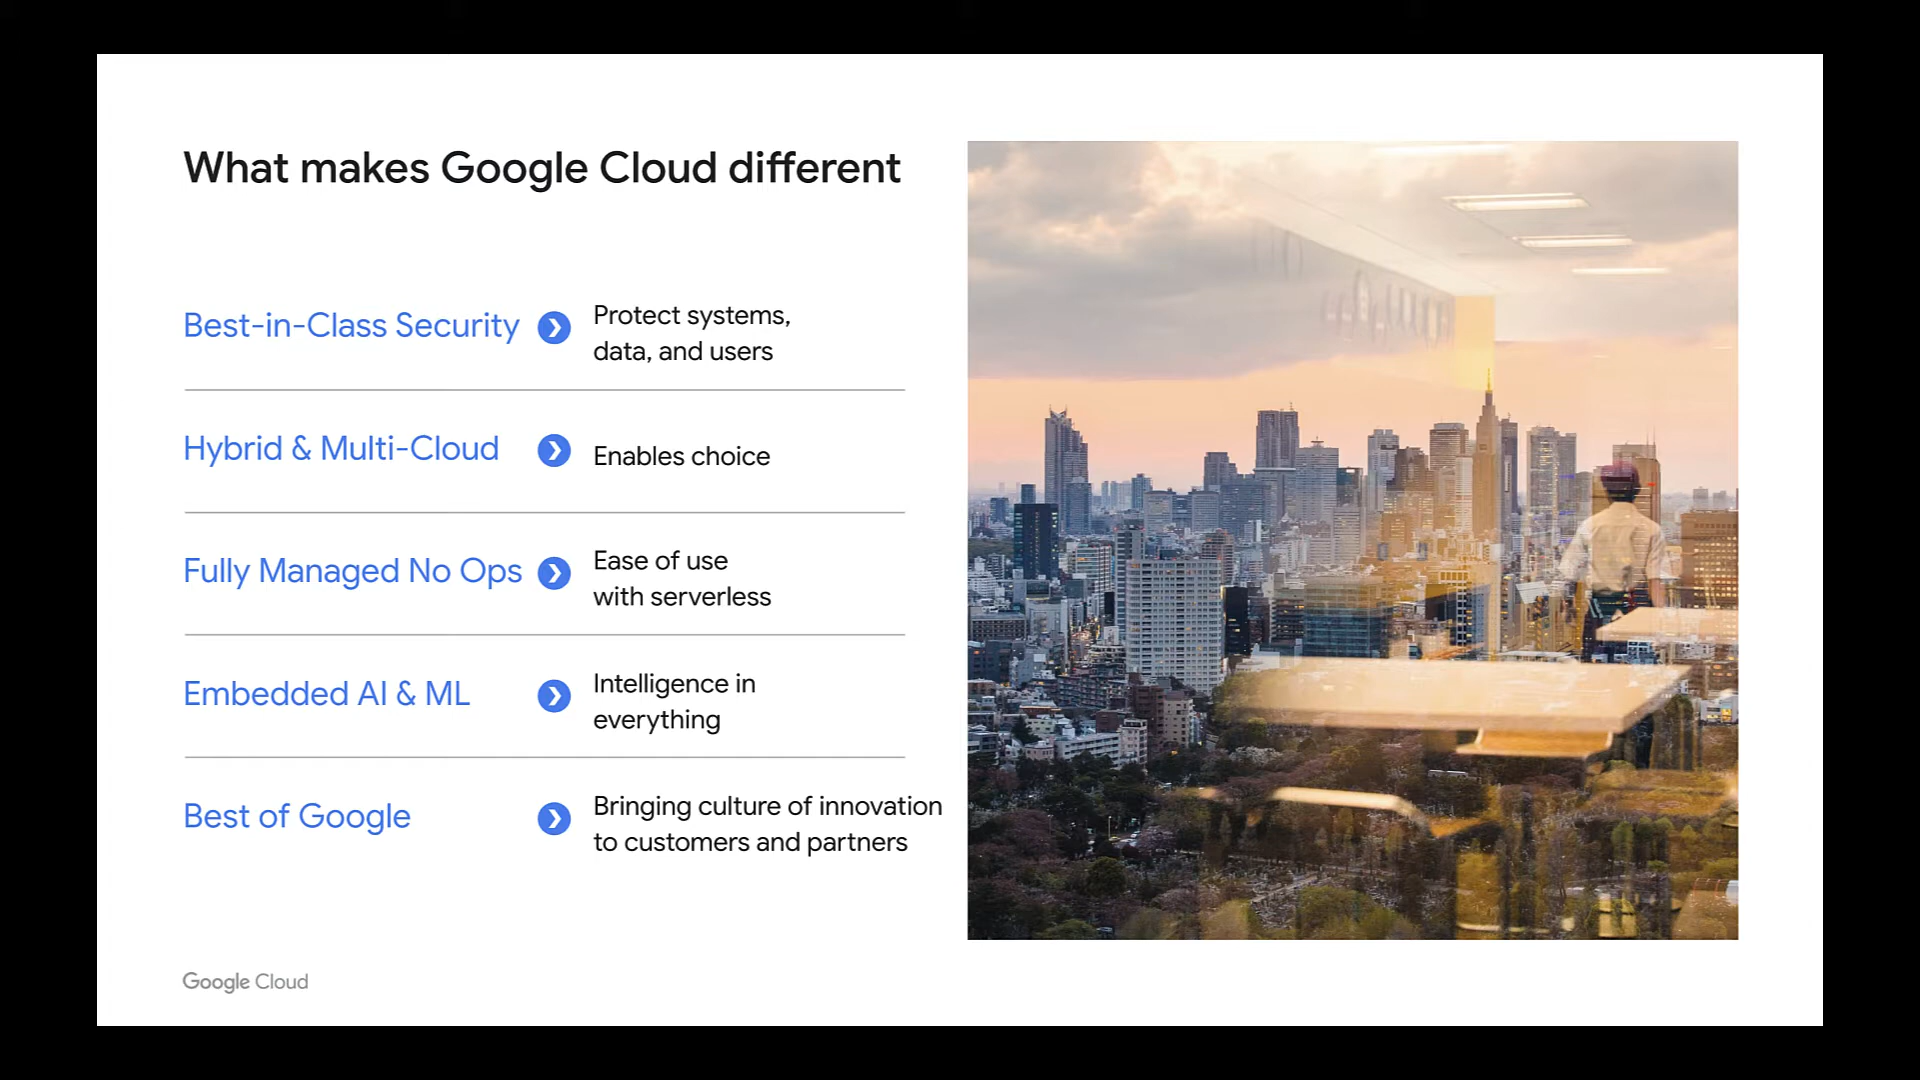 What makes Google Cloud different
Best-in-Class Security
Protect systems,
data, and users
Hybrid & Multi-Cloud
Enables choice
Fully Managed No Ops
Ease of use
with serverless
Embedded AI & ML
Intelligence in
everything
Best of Google
Bringing culture of innovation
to customers and partners
Google Cloud